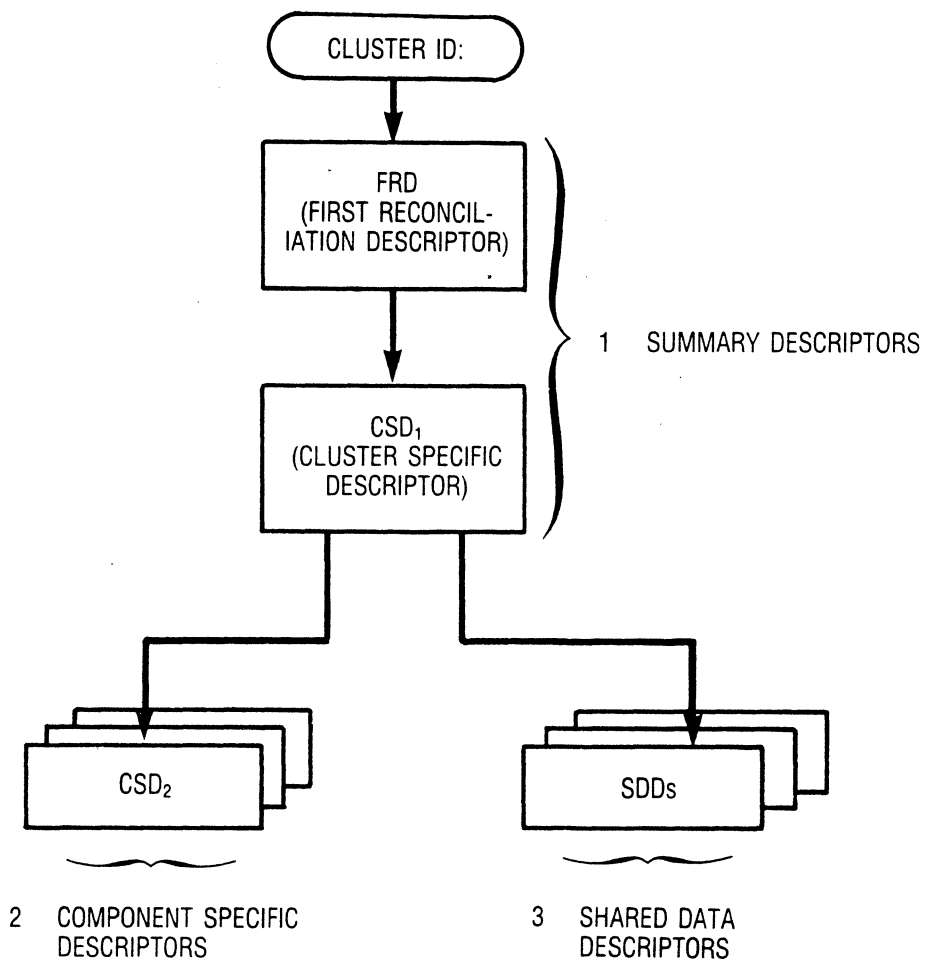 CLUSTER ID:
FRD
(FIRST RECONCIL-
IATION DESCRIPTOR)
1 SUMMARY DESCRIPTORS
CSD₁
(CLUSTER SPECIFIC
DESCRIPTOR)
CSD₂
SDDs
2 COMPONENT SPECIFIC
DESCRIPTORS
3 SHARED DATA
DESCRIPTORS